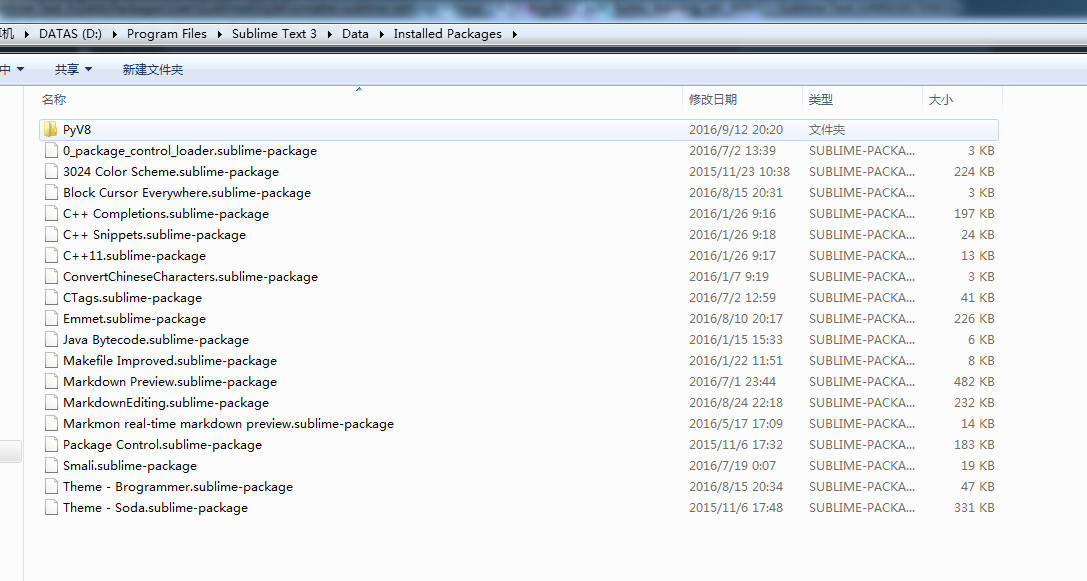 机 ▸ DATAS (D:) ▸ Program Files ▸ Sublime Text 3 ▸ Data ▸ Installed Packages ▸
中 共享 新建文件夹
名称 修改日期 类型 大小
PyV8 2016/9/12 20:20 文件夹
0_package_control_loader.sublime-package 2016/7/2 13:39 SUBLIME-PACKA... 3 KB
3024 Color Scheme.sublime-package 2015/11/23 10:38 SUBLIME-PACKA... 224 KB
Block Cursor Everywhere.sublime-package 2016/8/15 20:31 SUBLIME-PACKA... 3 KB
C++ Completions.sublime-package 2016/1/26 9:16 SUBLIME-PACKA... 197 KB
C++ Snippets.sublime-package 2016/1/26 9:18 SUBLIME-PACKA... 24 KB
C++11.sublime-package 2016/1/26 9:17 SUBLIME-PACKA... 13 KB
ConvertChineseCharacters.sublime-package 2016/1/7 9:19 SUBLIME-PACKA... 3 KB
CTags.sublime-package 2016/7/2 12:59 SUBLIME-PACKA... 41 KB
Emmet.sublime-package 2016/8/10 20:17 SUBLIME-PACKA... 226 KB
Java Bytecode.sublime-package 2016/1/15 15:33 SUBLIME-PACKA... 6 KB
Makefile Improved.sublime-package 2016/1/22 11:51 SUBLIME-PACKA... 8 KB
Markdown Preview.sublime-package 2016/7/1 23:44 SUBLIME-PACKA... 482 KB
MarkdownEditing.sublime-package 2016/8/24 22:18 SUBLIME-PACKA... 232 KB
Markmon real-time markdown preview.sublime-package 2016/5/17 17:09 SUBLIME-PACKA... 14 KB
Package Control.sublime-package 2015/11/6 17:32 SUBLIME-PACKA... 183 KB
Smali.sublime-package 2016/7/19 0:07 SUBLIME-PACKA... 19 KB
Theme - Brogrammer.sublime-package 2016/8/15 20:34 SUBLIME-PACKA... 47 KB
Theme - Soda.sublime-package 2015/11/6 17:48 SUBLIME-PACKA... 331 KB